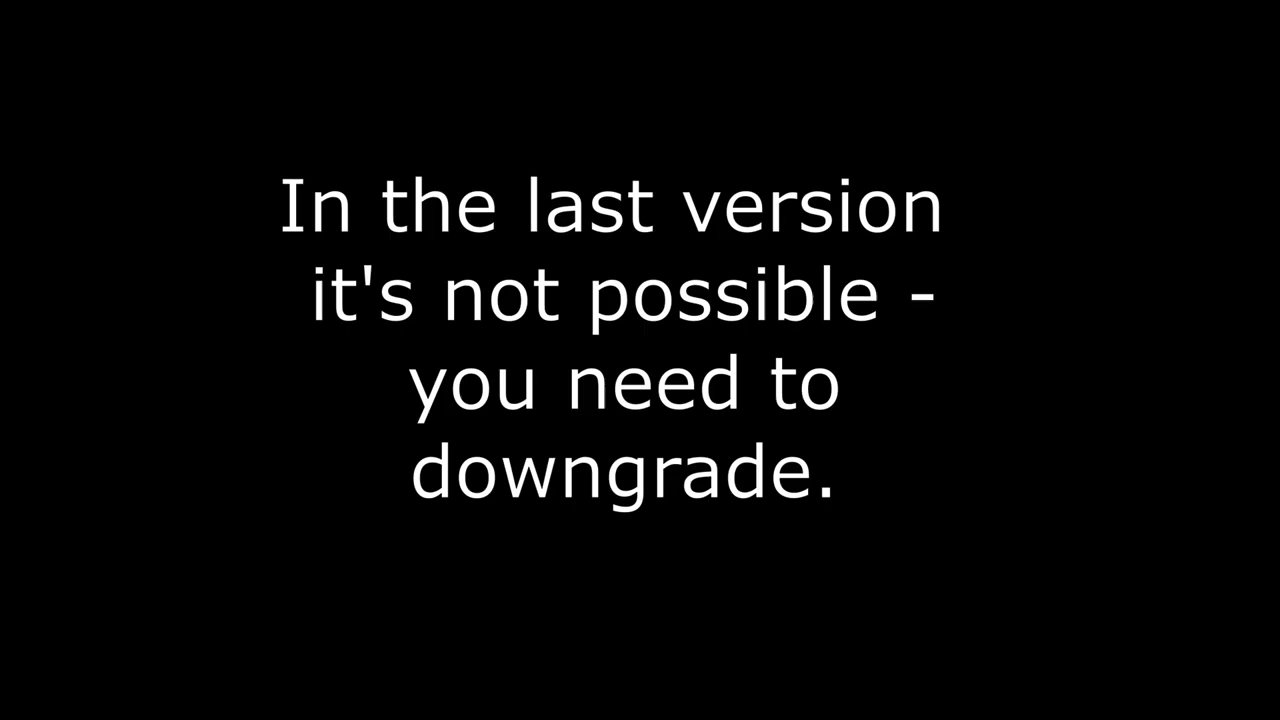 In the last version
it's not possible -
you need to
downgrade.